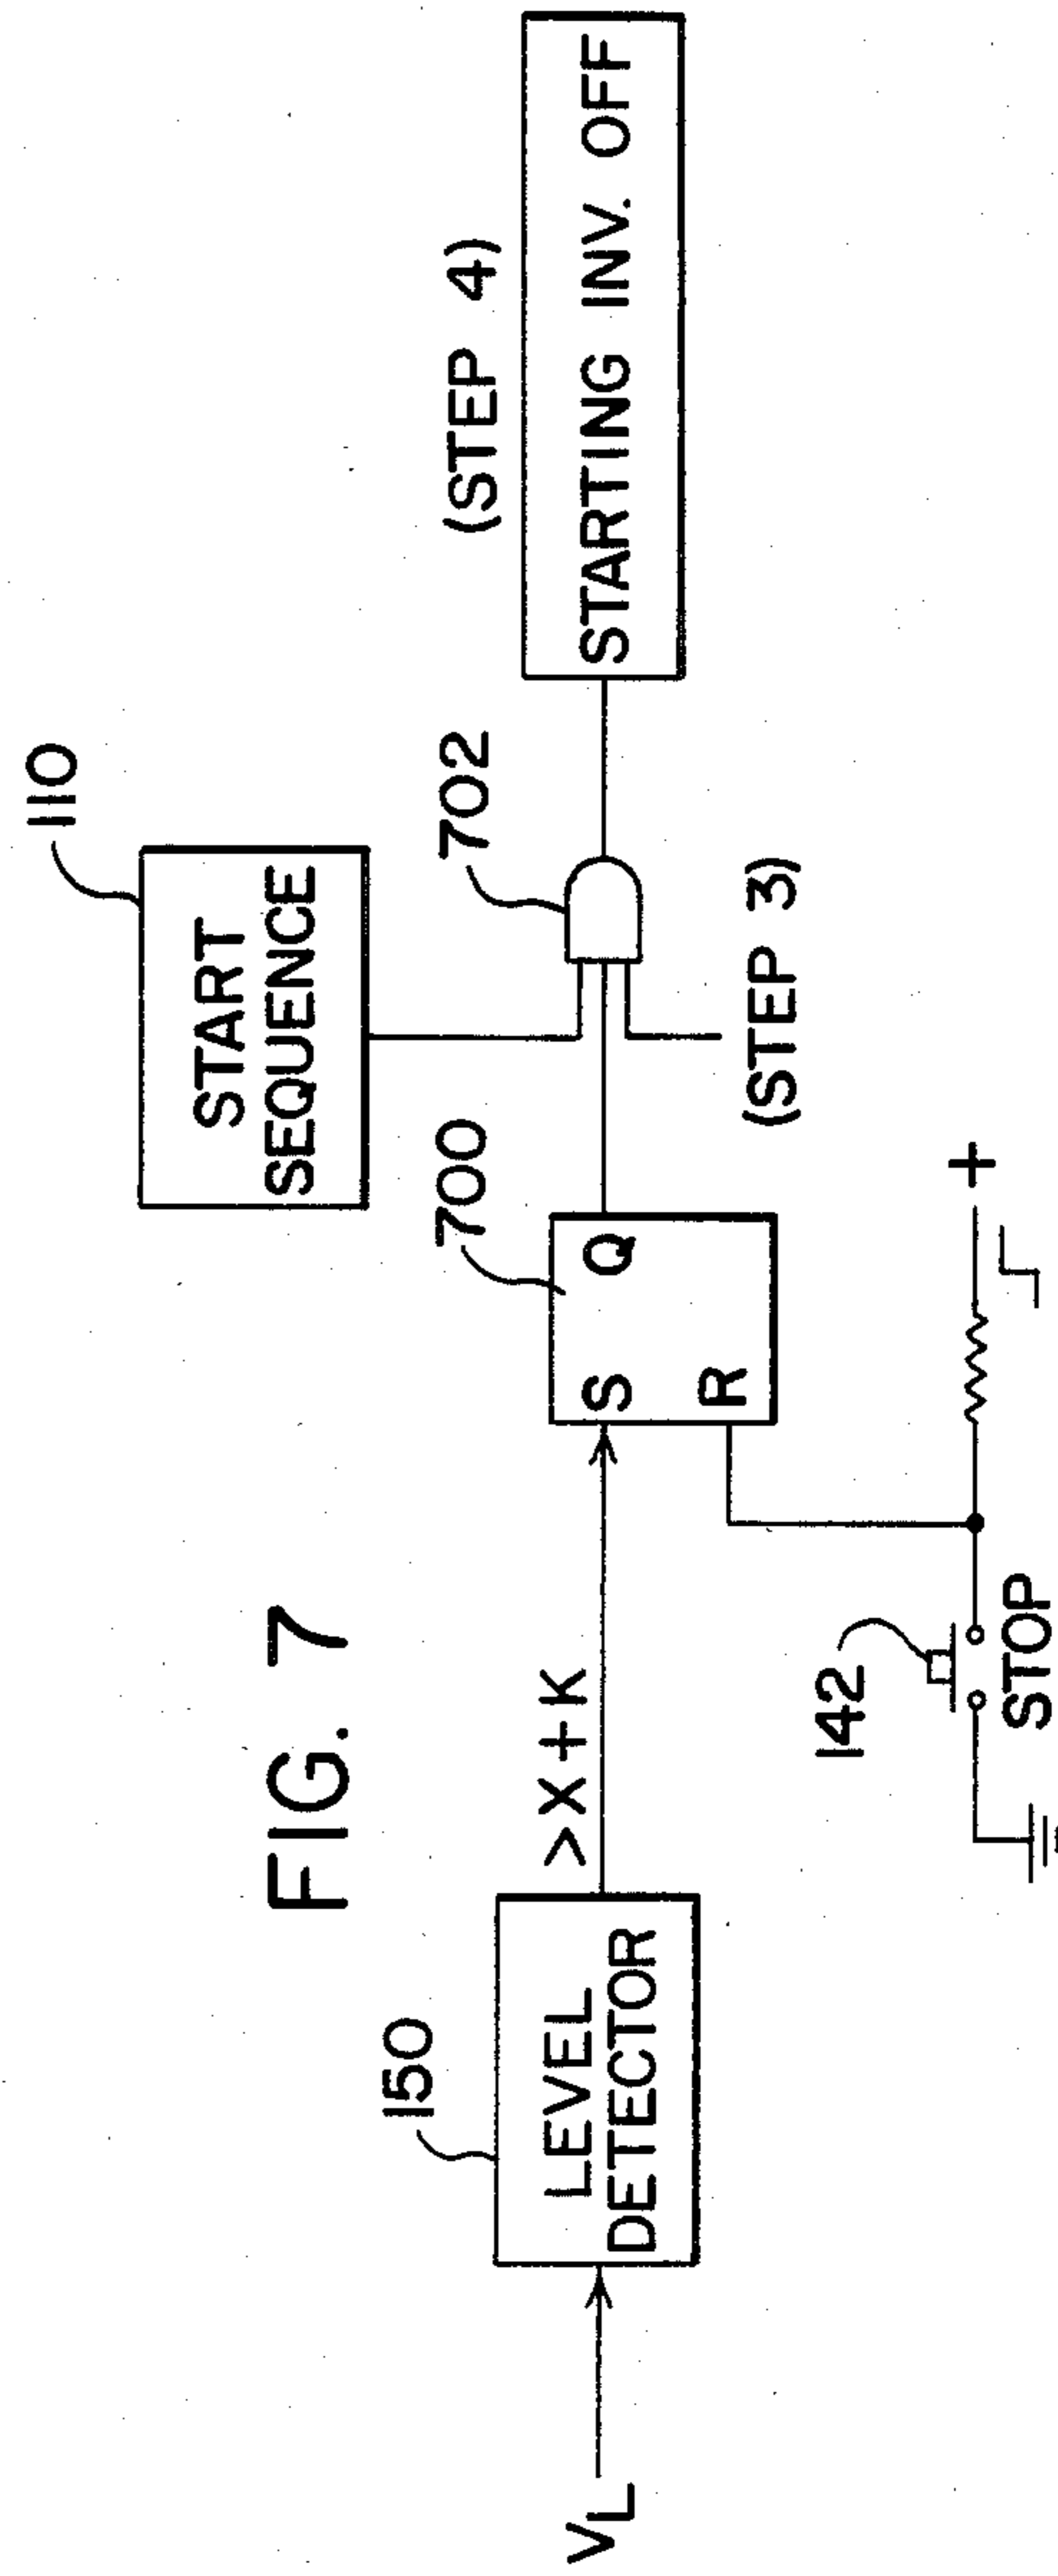 FIG. 7
110
START
SEQUENCE
(STEP 4)
150
700
702
>X+K
VL
LEVEL
DETECTOR
S
Q
R
STARTING INV. OFF
(STEP 3)
142
+
STOP